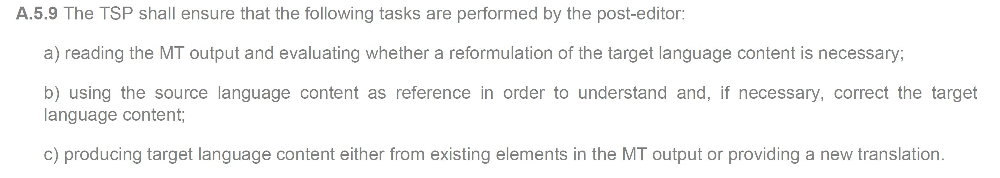 A.5.9 The TSP shall ensure that the following tasks are performed by the post-editor:
a) reading the MT output and evaluating whether a reformulation of the target language content is necessary;
b) using the source language content as reference in order to understand and, if necessary, correct the target
language content;
c) producing target language content either from existing elements in the MT output or providing a new translation.